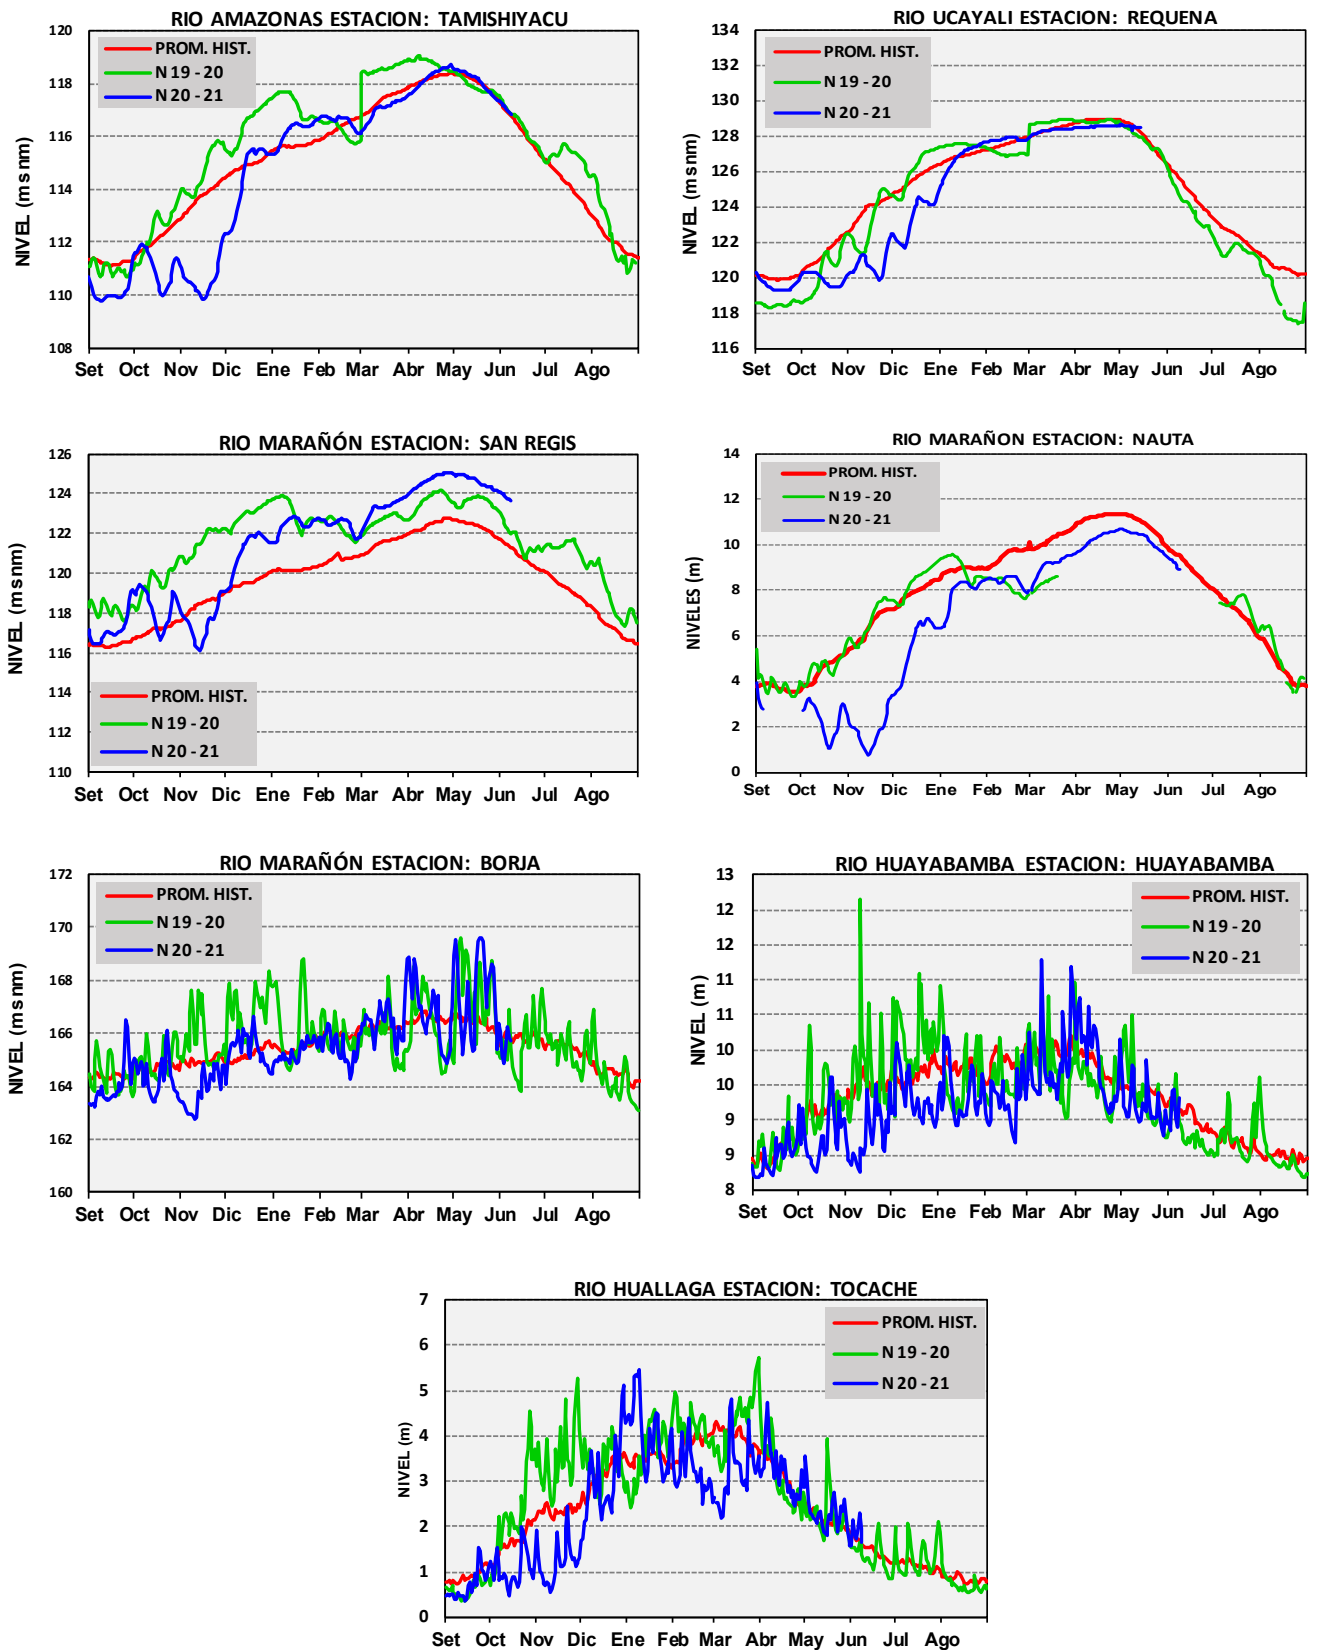 RIO AMAZONAS ESTACION: TAMISHIYACU
NIVEL (m s nm)
120
118
116
114
112
110
108
PROM. HIST.
N 19 - 20
N 20 - 21
Set Oct Nov Dic Ene Feb Mar Abr May Jun Jul Ago
RIO UCAYALI ESTACION: REQUENA
NIVEL (m s nm)
134
132
130
128
126
124
122
120
118
116
PROM. HIST.
N 19 - 20
N 20 - 21
Set Oct Nov Dic Ene Feb Mar Abr May Jun Jul Ago
RIO MARAÑÓN ESTACION: SAN REGIS
NIVEL (m s nm)
126
124
122
120
118
116
114
112
110
PROM. HIST.
N 19 - 20
N 20 - 21
Set Oct Nov Dic Ene Feb Mar Abr May Jun Jul Ago
RIO MARAÑON ESTACION: NAUTA
NIVELES (m)
14
12
10
8
6
4
2
0
PROM. HIST.
N 19 - 20
N 20 - 21
Set Oct Nov Dic Ene Feb Mar Abr May Jun Jul Ago
RIO MARAÑÓN ESTACION: BORJA
NIVEL (m s nm)
172
170
168
166
164
162
160
PROM. HIST.
N 19 - 20
N 20 - 21
Set Oct Nov Dic Ene Feb Mar Abr May Jun Jul Ago
RIO HUAYABAMBA ESTACION: HUAYABAMBA
NIVEL (m)
13
12
12
11
11
10
10
9
9
8
PROM. HIST.
N 19 - 20
N 20 - 21
Set Oct Nov Dic Ene Feb Mar Abr May Jun Jul Ago
RIO HUALLAGA ESTACION: TOCACHE
NIVEL (m)
7
6
5
4
3
2
1
0
PROM. HIST.
N 19 - 20
N 20 - 21
Set Oct Nov Dic Ene Feb Mar Abr May Jun Jul Ago